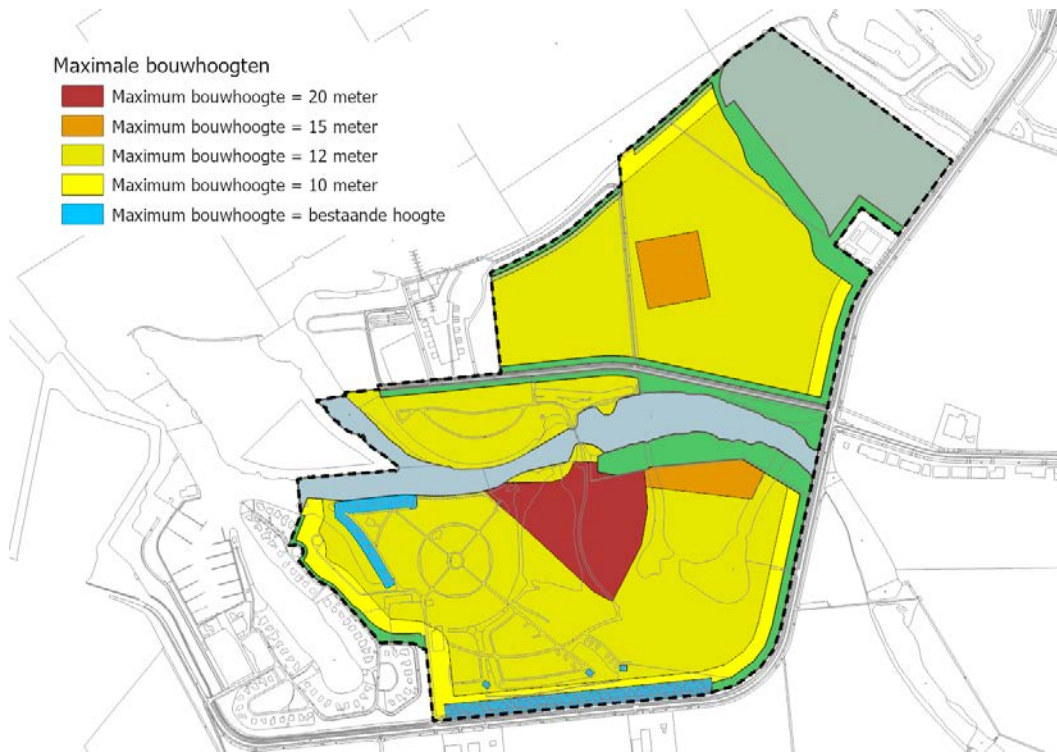 Maximale bouwhoogten
Maximum bouwhoogte = 20 meter
Maximum bouwhoogte = 15 meter
Maximum bouwhoogte = 12 meter
Maximum bouwhoogte = 10 meter
Maximum bouwhoogte = bestaande hoogte